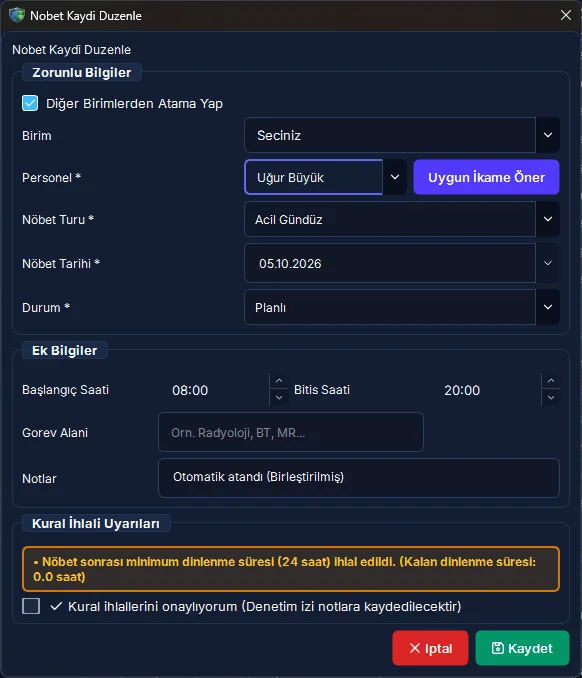 Nobet Kaydi Duzenle
Nobet Kaydi Duzenle
Zorunlu Bilgiler
Diğer Birimlerden Atama Yap
Birim
Seciniz
Personel *
Uğur Büyük
Uygun İkame Öner
Nöbet Turu *
Acil Gündüz
Nöbet Tarihi *
05.10.2026
Durum *
Planlı
Ek Bilgiler
Başlangıç Saati
08:00
Bitis Saati
20:00
Gorev Alani
Orn. Radyoloji, BT, MR...
Notlar
Otomatik atandı (Birleştirilmiş)
Kural İhlali Uyarıları
• Nöbet sonrası minimum dinlenme süresi (24 saat) ihlal edildi. (Kalan dinlenme süresi:
0.0 saat)
✓ Kural ihlallerini onaylıyorum (Denetim izi notlara kaydedilecektir)
Iptal
Kaydet